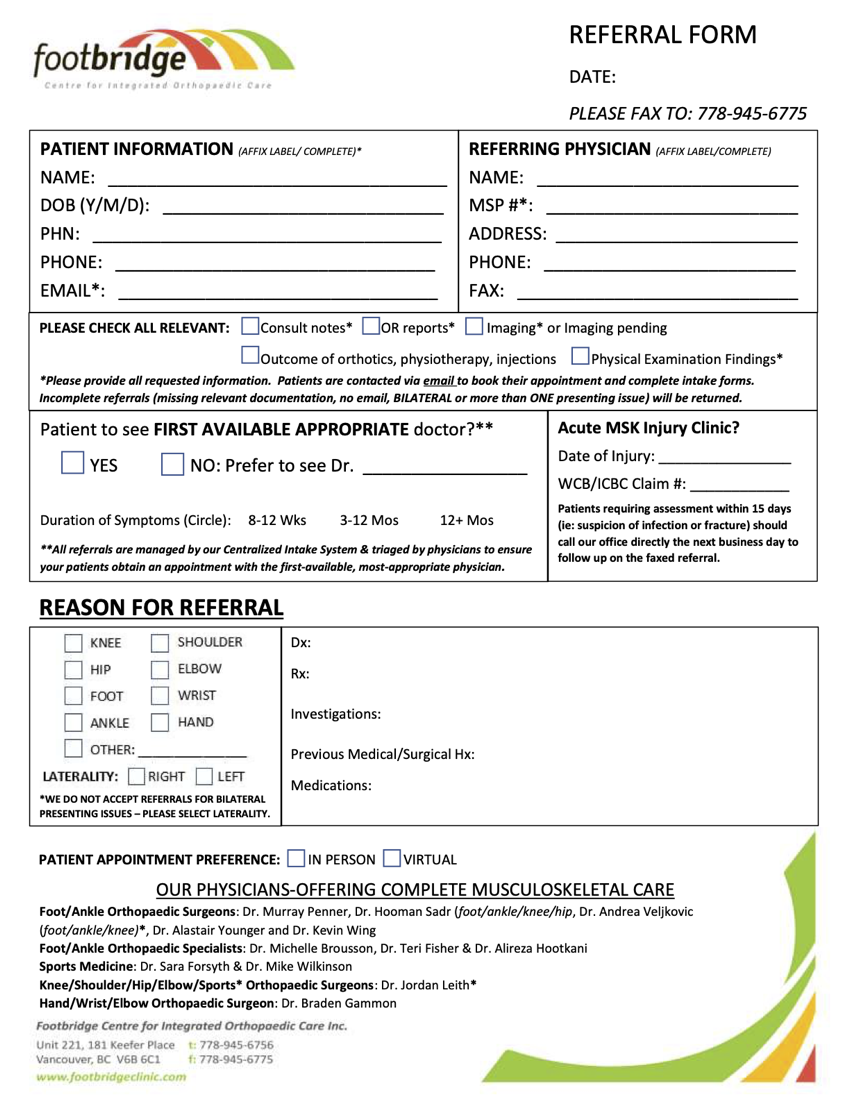 footbridge
Centre for Integrated Orthopaedic Care
REFERRAL FORM
DATE:
PLEASE FAX TO: 778-945-6775
PATIENT INFORMATION (AFFIX LABEL/ COMPLETE)*
NAME: ____________________
DOB (Y/M/D): ____________________
PHN: ____________________
PHONE: ____________________
EMAIL*: ____________________
REFERRING PHYSICIAN (AFFIX LABEL/COMPLETE)
NAME: ____________________
MSP #*: ____________________
ADDRESS: ____________________
PHONE: ____________________
FAX: ____________________
PLEASE CHECK ALL RELEVANT: Consult notes* OR reports* Imaging* or Imaging pending
Outcome of orthotics, physiotherapy, injections Physical Examination Findings*
*Please provide all requested information. Patients are contacted via email to book their appointment and complete intake forms.
Incomplete referrals (missing relevant documentation, no email, BILATERAL or more than ONE presenting issue) will be returned.
Patient to see FIRST AVAILABLE APPROPRIATE doctor?**
YES NO: Prefer to see Dr. ____________________
Duration of Symptoms (Circle): 8-12 Wks 3-12 Mos 12+ Mos
**All referrals are managed by our Centralized Intake System & triaged by physicians to ensure
your patients obtain an appointment with the first-available, most-appropriate physician.
Acute MSK Injury Clinic?
Date of Injury: ____________________
WCB/ICBC Claim #: ____________________
Patients requiring assessment within 15 days
(ie: suspicion of infection or fracture) should
call our office directly the next business day to
follow up on the faxed referral.
REASON FOR REFERRAL
KNEE SHOULDER
HIP ELBOW
FOOT WRIST
ANKLE HAND
OTHER: ____________________
LATERALITY: RIGHT LEFT
*WE DO NOT ACCEPT REFERRALS FOR BILATERAL
PRESENTING ISSUES – PLEASE SELECT LATERALITY.
Dx:
Rx:
Investigations:
Previous Medical/Surgical Hx:
Medications:
PATIENT APPOINTMENT PREFERENCE: IN PERSON VIRTUAL
OUR PHYSICIANS-OFFERING COMPLETE MUSCULOSKELETAL CARE
Foot/Ankle Orthopaedic Surgeons: Dr. Murray Penner, Dr. Hooman Sadr (foot/ankle/knee/hip, Dr. Andrea Veljkovic
(foot/ankle/knee)*, Dr. Alastair Younger and Dr. Kevin Wing
Foot/Ankle Orthopaedic Specialists: Dr. Michelle Brousson, Dr. Teri Fisher & Dr. Alireza Hootkani
Sports Medicine: Dr. Sara Forsyth & Dr. Mike Wilkinson
Knee/Shoulder/Hip/Elbow/Sports* Orthopaedic Surgeons: Dr. Jordan Leith*
Hand/Wrist/Elbow Orthopaedic Surgeon: Dr. Braden Gammon
Footbridge Centre for Integrated Orthopaedic Care Inc.
Unit 221, 181 Keefer Place t: 778-945-6756
Vancouver, BC V6B 6C1 f: 778-945-6775
www.footbridgeclinic.com